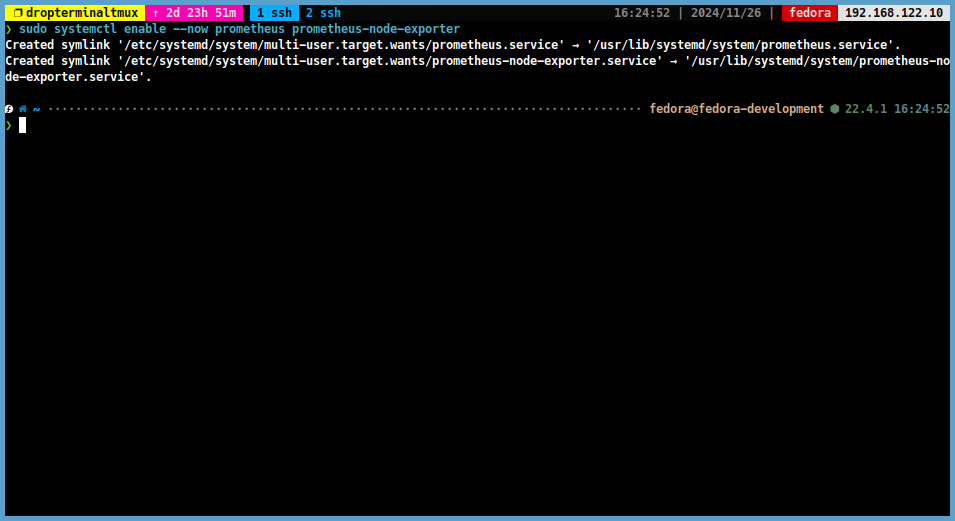 dropterminaltmux ↑ 2d 23h 51m 1 ssh 2 ssh 16:24:52 | 2024/11/26 | fedora 192.168.122.10
❯ sudo systemctl enable --now prometheus prometheus-node-exporter
Created symlink '/etc/systemd/system/multi-user.target.wants/prometheus.service' → '/usr/lib/systemd/system/prometheus.service'.
Created symlink '/etc/systemd/system/multi-user.target.wants/prometheus-node-exporter.service' → '/usr/lib/systemd/system/prometheus-no
de-exporter.service'.
~ ···················································································· fedora@fedora-development ⬢ 22.4.1 16:24:52
❯